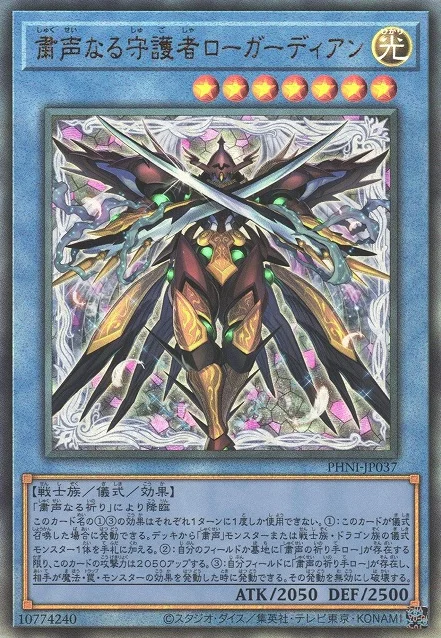 粛声なる守護者ローガーディアン
光
PHNI-JP037
【戦士族／儀式／効果】
「粛声なる祈り」により降臨
このカード名の①③の効果はそれぞれ１ターンに１度しか使用できない。①：このカードが儀式
召喚した場合に発動できる。デッキから「粛声」モンスターまたは戦士族・ドラゴン族の儀式
モンスター１体を手札に加える。②：自分のフィールドか墓地に「粛声の祈り手ロー」が存在する
限り、このカードの攻撃力は２０５０アップする。③：自分フィールドに「粛声の祈り手ロー」が存在し、
相手が魔法・罠・モンスターの効果を発動した時に発動できる。その発動を無効にし破壊する。
ATK/2050 DEF/2500
10774240
©スタジオ・ダイス／集英社・テレビ東京・KONAMI